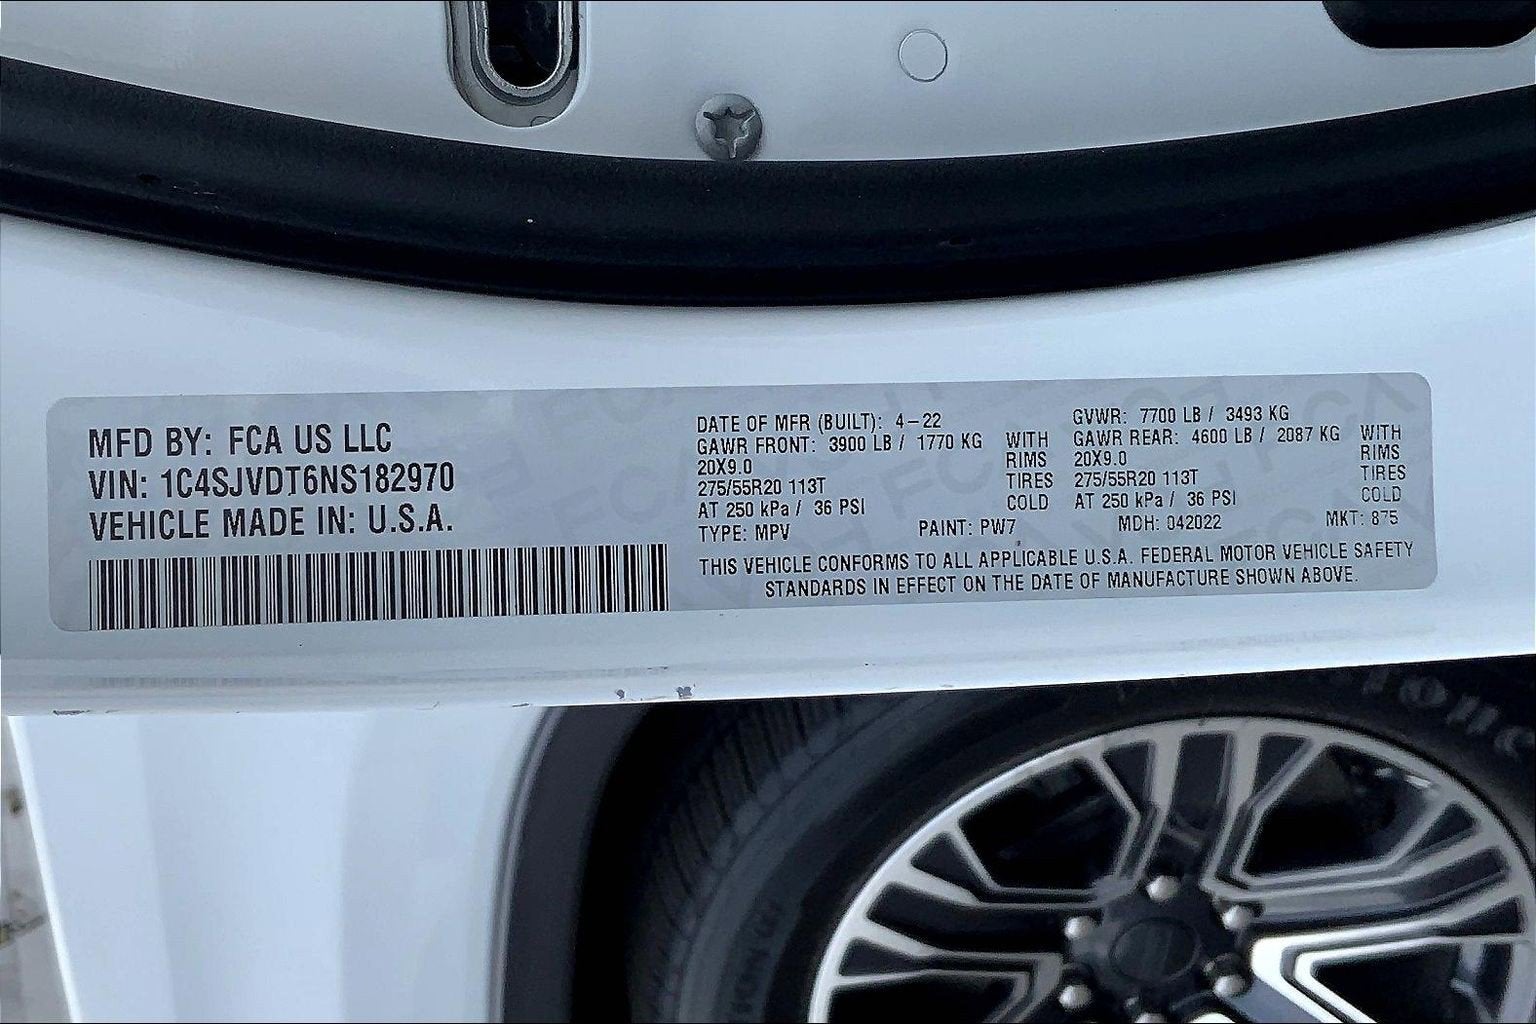 MFD BY: FCA US LLC
VIN: 1C4SJVDT6NS182970
VEHICLE MADE IN: U.S.A.
DATE OF MFR (BUILT): 4-22
GAWR FRONT: 3900 LB / 1770 KG WITH
20X9.0 RIMS
275/55R20 113T TIRES
AT 250 kPa / 36 PSI COLD
GVWR: 7700 LB / 3493 KG
GAWR REAR: 4600 LB / 2087 KG WITH
20X9.0 RIMS
275/55R20 113T TIRES
AT 250 kPa / 36 PSI COLD
TYPE: MPV PAINT: PW7 MDH: 042022 MKT: 875
THIS VEHICLE CONFORMS TO ALL APPLICABLE U.S.A. FEDERAL MOTOR VEHICLE SAFETY
STANDARDS IN EFFECT ON THE DATE OF MANUFACTURE SHOWN ABOVE.